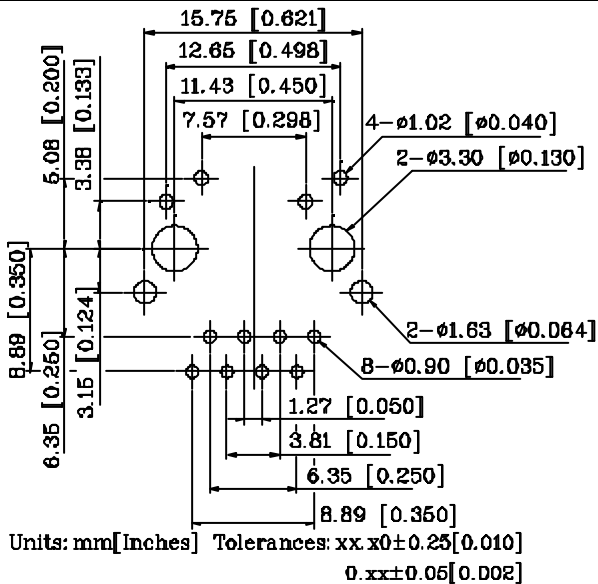 15.75 [0.621]
12.65 [0.498]
11.43 [0.450]
7.57 [0.298]
5.08 [0.200]
3.38 [0.133]
4-ø1.02 [ø0.040]
2-ø3.30 [ø0.130]
8.89 [0.350]
6.35 [0.250]
3.15 [0.124]
2-ø1.63 [ø0.064]
8-ø0.90 [ø0.035]
1.27 [0.050]
3.81 [0.150]
6.35 [0.250]
8.89 [0.350]
Units: mm[Inches] Tolerances: xx.x0±0.25[0.010]
0.xx±0.05[0.002]